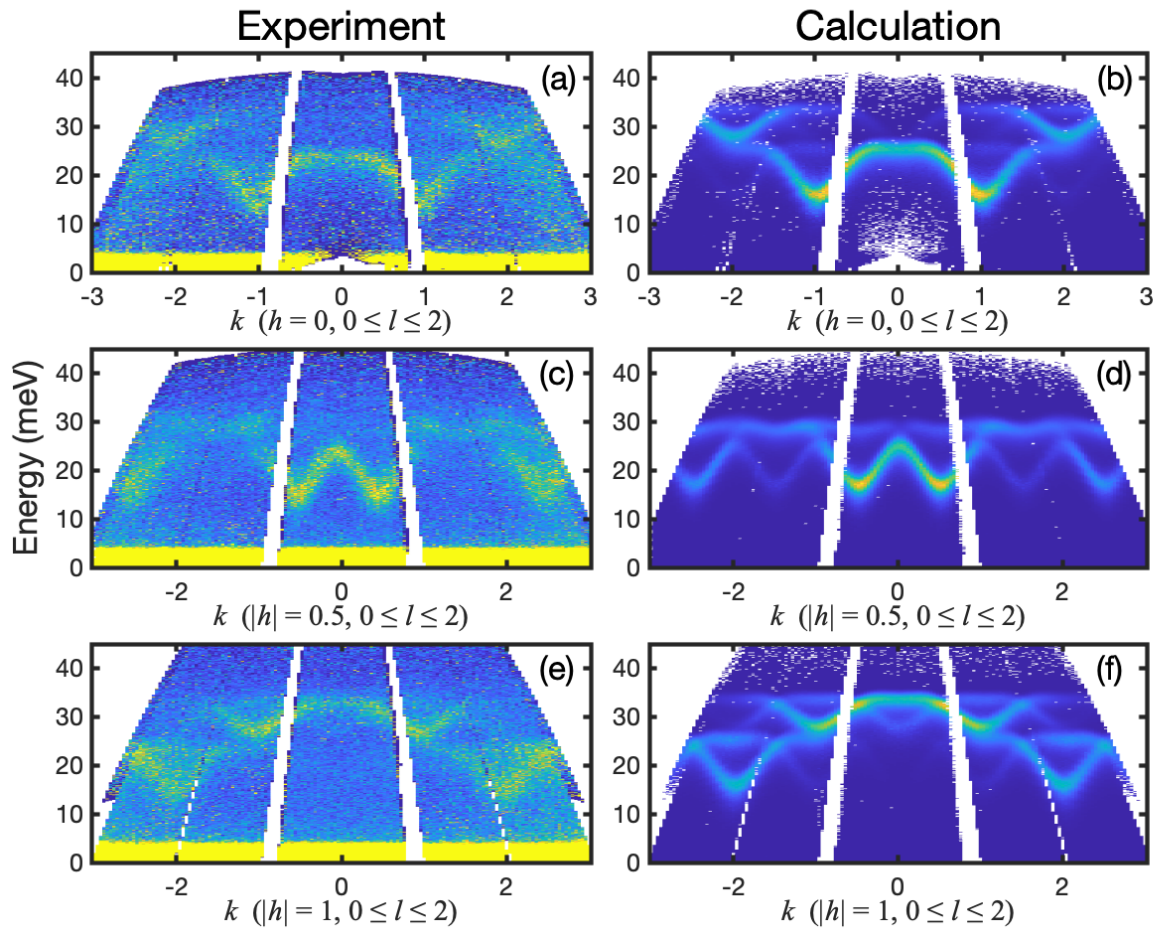 Experiment Calculation
40 (a) 40 (b)
30 30
20 20
10 10
0 0
-3 -2 -1 0 1 2 3 -3 -2 -1 0 1 2 3
k (h = 0, 0 ≤ l ≤ 2) k (h = 0, 0 ≤ l ≤ 2)
Energy (meV)
40 (c) 40 (d)
30 30
20 20
10 10
0 0
-2 0 2 -2 0 2
k (|h| = 0.5, 0 ≤ l ≤ 2) k (|h| = 0.5, 0 ≤ l ≤ 2)
40 (e) 40 (f)
30 30
20 20
10 10
0 0
-2 0 2 -2 0 2
k (|h| = 1, 0 ≤ l ≤ 2) k (|h| = 1, 0 ≤ l ≤ 2)